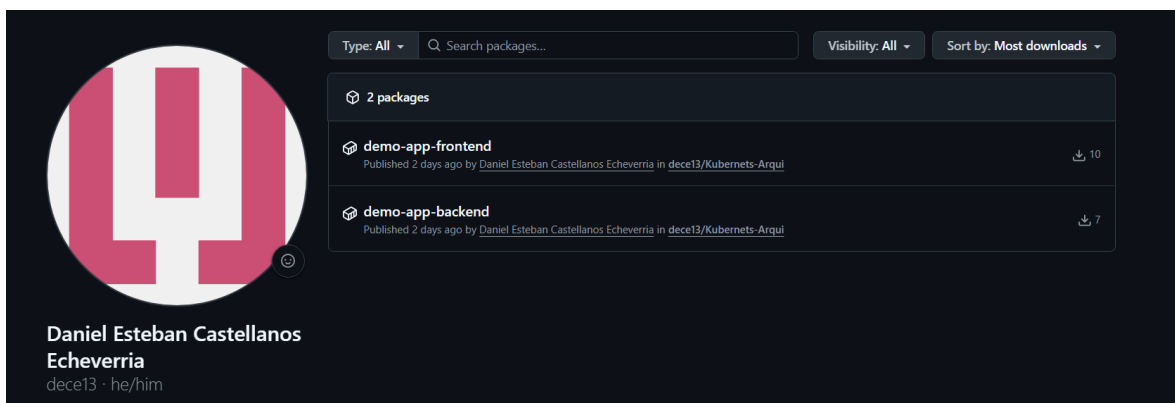 Type: All
Search packages...
Visibility: All
Sort by: Most downloads
2 packages
demo-app-frontend
Published 2 days ago by Daniel Esteban Castellanos Echeverria in dece13/Kubernets-Arqui
10
demo-app-backend
Published 2 days ago by Daniel Esteban Castellanos Echeverria in dece13/Kubernets-Arqui
7
Daniel Esteban Castellanos
Echeverria
dece13 · he/him